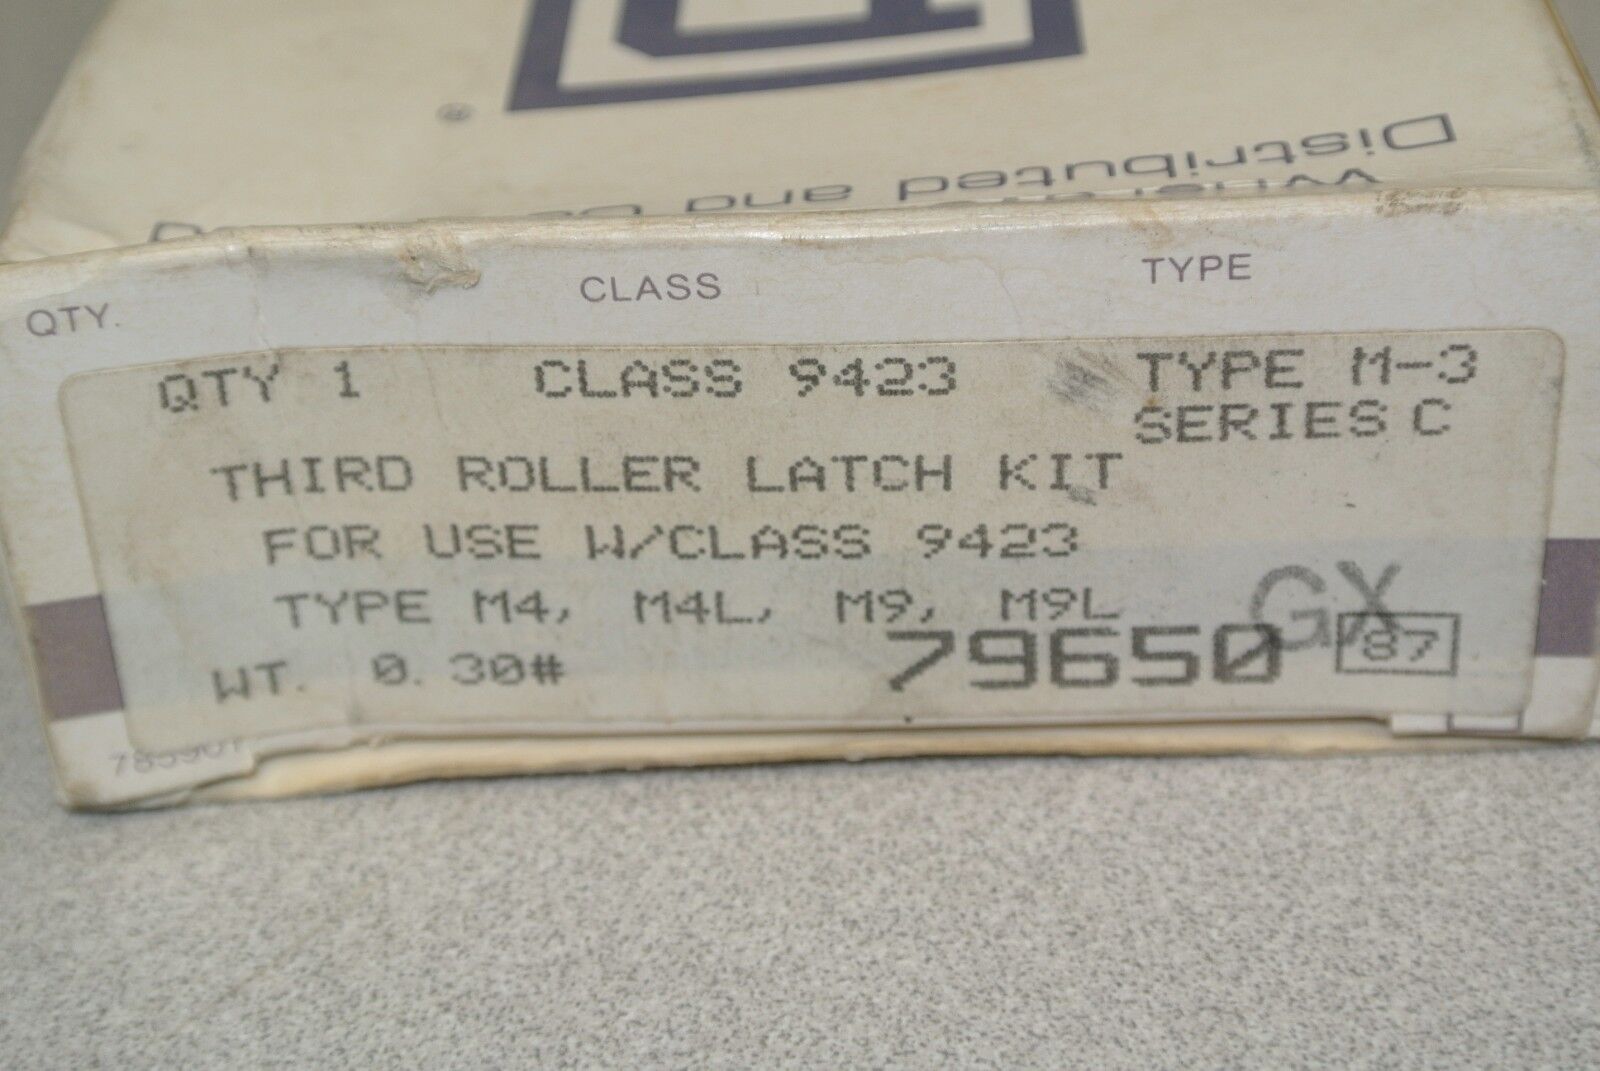 ®
Distributed and
QTY. CLASS TYPE
QTY 1 CLASS 9423 TYPE M-3
SERIES C
THIRD ROLLER LATCH KIT
FOR USE W/CLASS 9423
TYPE M4, M4L, M9, M9L
GX
WT. 0.30# 79650 87